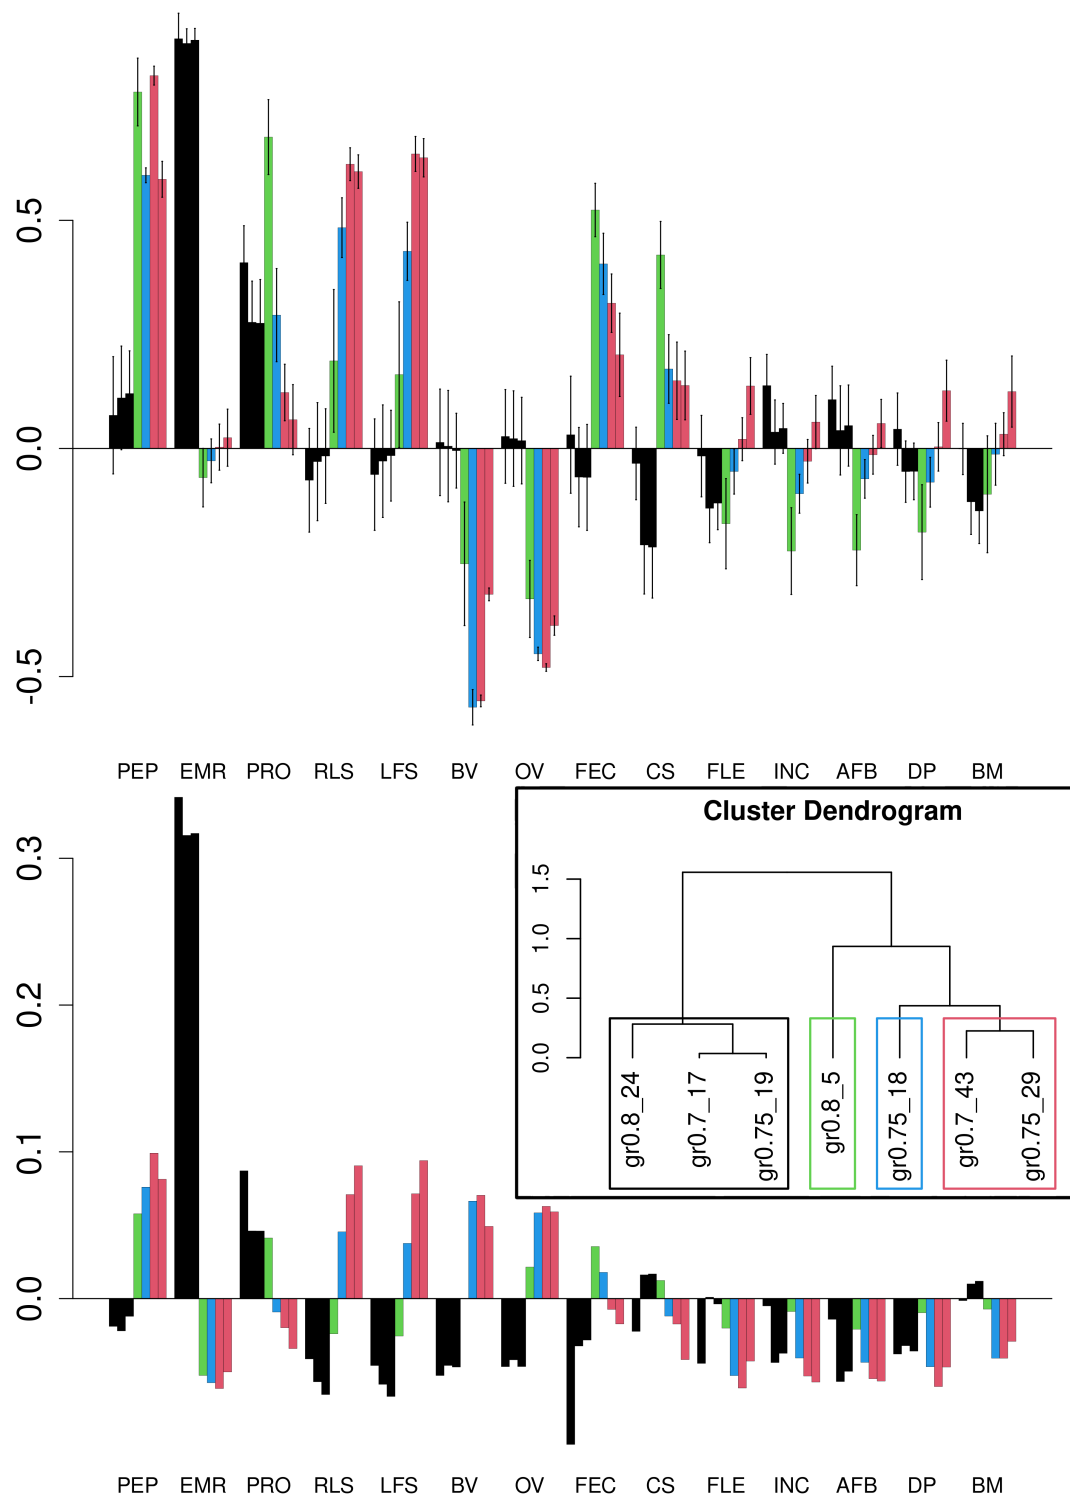 0.5
0.0
-0.5
PEP EMR PRO RLS LFS BV OV FEC CS FLE INC AFB DP BM
Cluster Dendrogram
1.5
1.0
0.5
0.0
gr0.8_24
gr0.7_17
gr0.75_19
gr0.8_5
gr0.75_18
gr0.7_43
gr0.75_29
0.3
0.2
0.1
0.0
PEP EMR PRO RLS LFS BV OV FEC CS FLE INC AFB DP BM